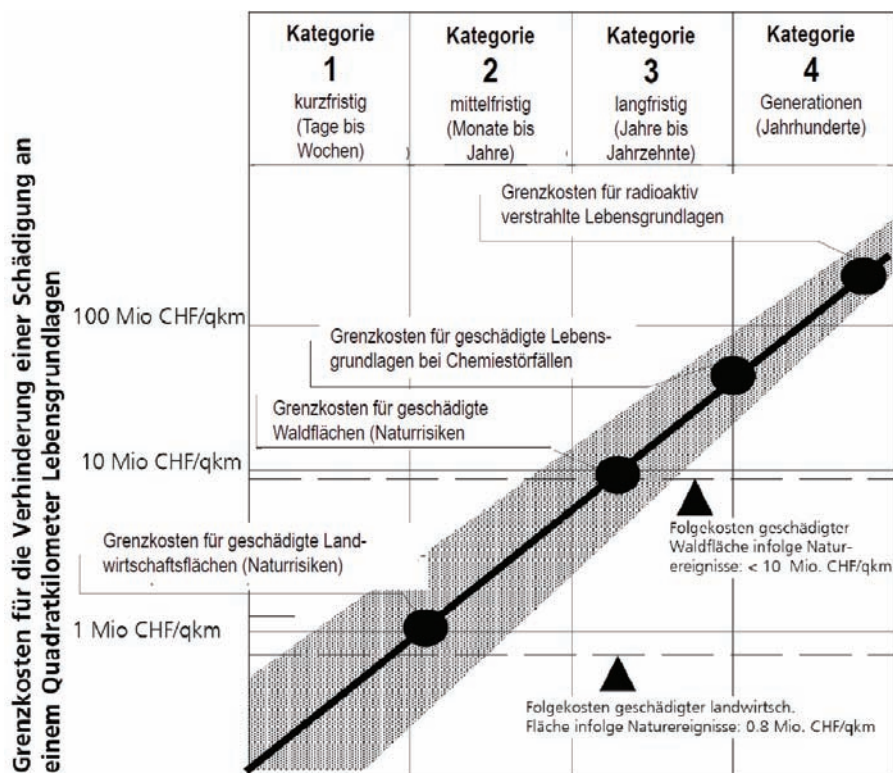 Grenzkosten für die Verhinderung einer Schädigung an
einem Quadratkilometer Lebensgrundlagen
Kategorie
1
kurzfristig
(Tage bis
Wochen)
Kategorie
2
mittelfristig
(Monate bis
Jahre)
Kategorie
3
langfristig
(Jahre bis
Jahrzehnte)
Kategorie
4
Generationen
(Jahrhunderte)
Grenzkosten für radioaktiv
verstrahlte Lebensgrundlagen
100 Mio CHF/qkm
Grenzkosten für geschädigte Lebens-
grundlagen bei Chemiestörfällen
Grenzkosten für geschädigte
Waldflächen (Naturrisiken
10 Mio CHF/qkm
Folgekosten geschädigter
Waldfläche infolge Natur-
ereignisse: < 10 Mio. CHF/qkm
Grenzkosten für geschädigte Land-
wirtschaftsflächen (Naturrisiken)
1 Mio CHF/qkm
Folgekosten geschädigter landwirtsch.
Fläche infolge Naturereignisse: 0.8 Mio. CHF/qkm